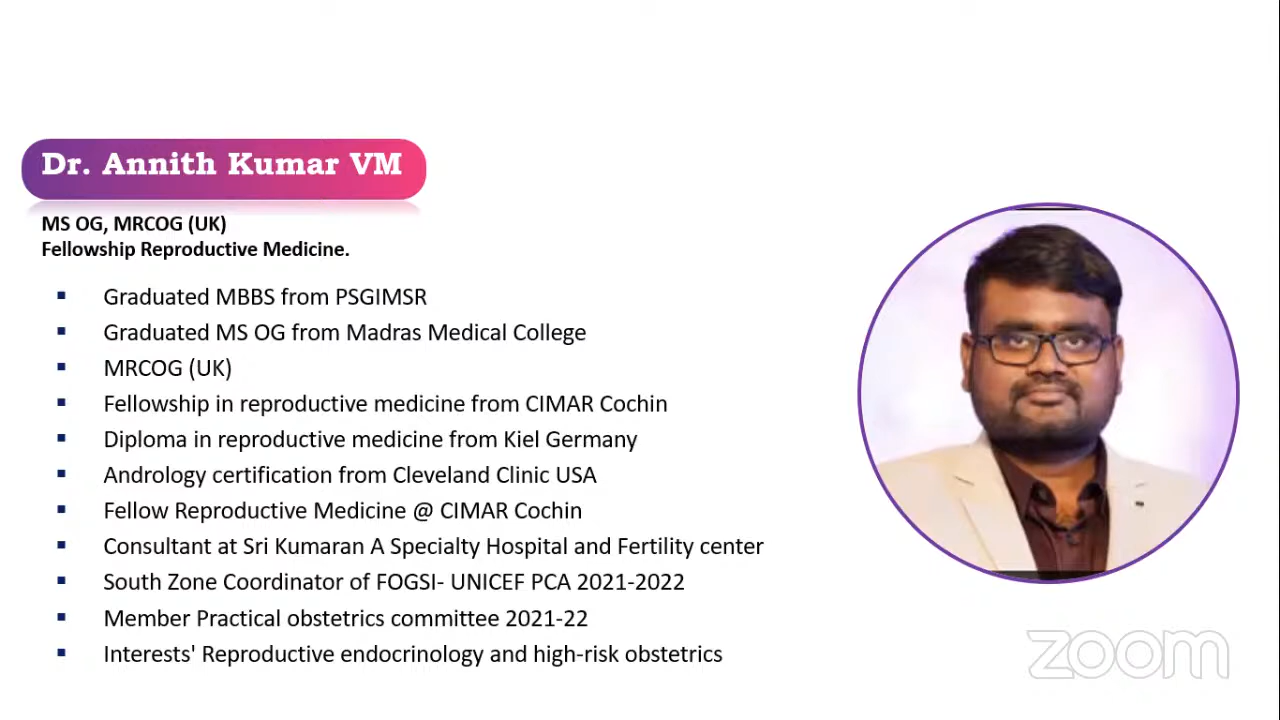 Dr. Annith Kumar VM
MS OG, MRCOG (UK)
Fellowship Reproductive Medicine.
▪ Graduated MBBS from PSGIMSR
▪ Graduated MS OG from Madras Medical College
▪ MRCOG (UK)
▪ Fellowship in reproductive medicine from CIMAR Cochin
▪ Diploma in reproductive medicine from Kiel Germany
▪ Andrology certification from Cleveland Clinic USA
▪ Fellow Reproductive Medicine @ CIMAR Cochin
▪ Consultant at Sri Kumaran A Specialty Hospital and Fertility center
▪ South Zone Coordinator of FOGSI- UNICEF PCA 2021-2022
▪ Member Practical obstetrics committee 2021-22
▪ Interests' Reproductive endocrinology and high-risk obstetrics
zoom